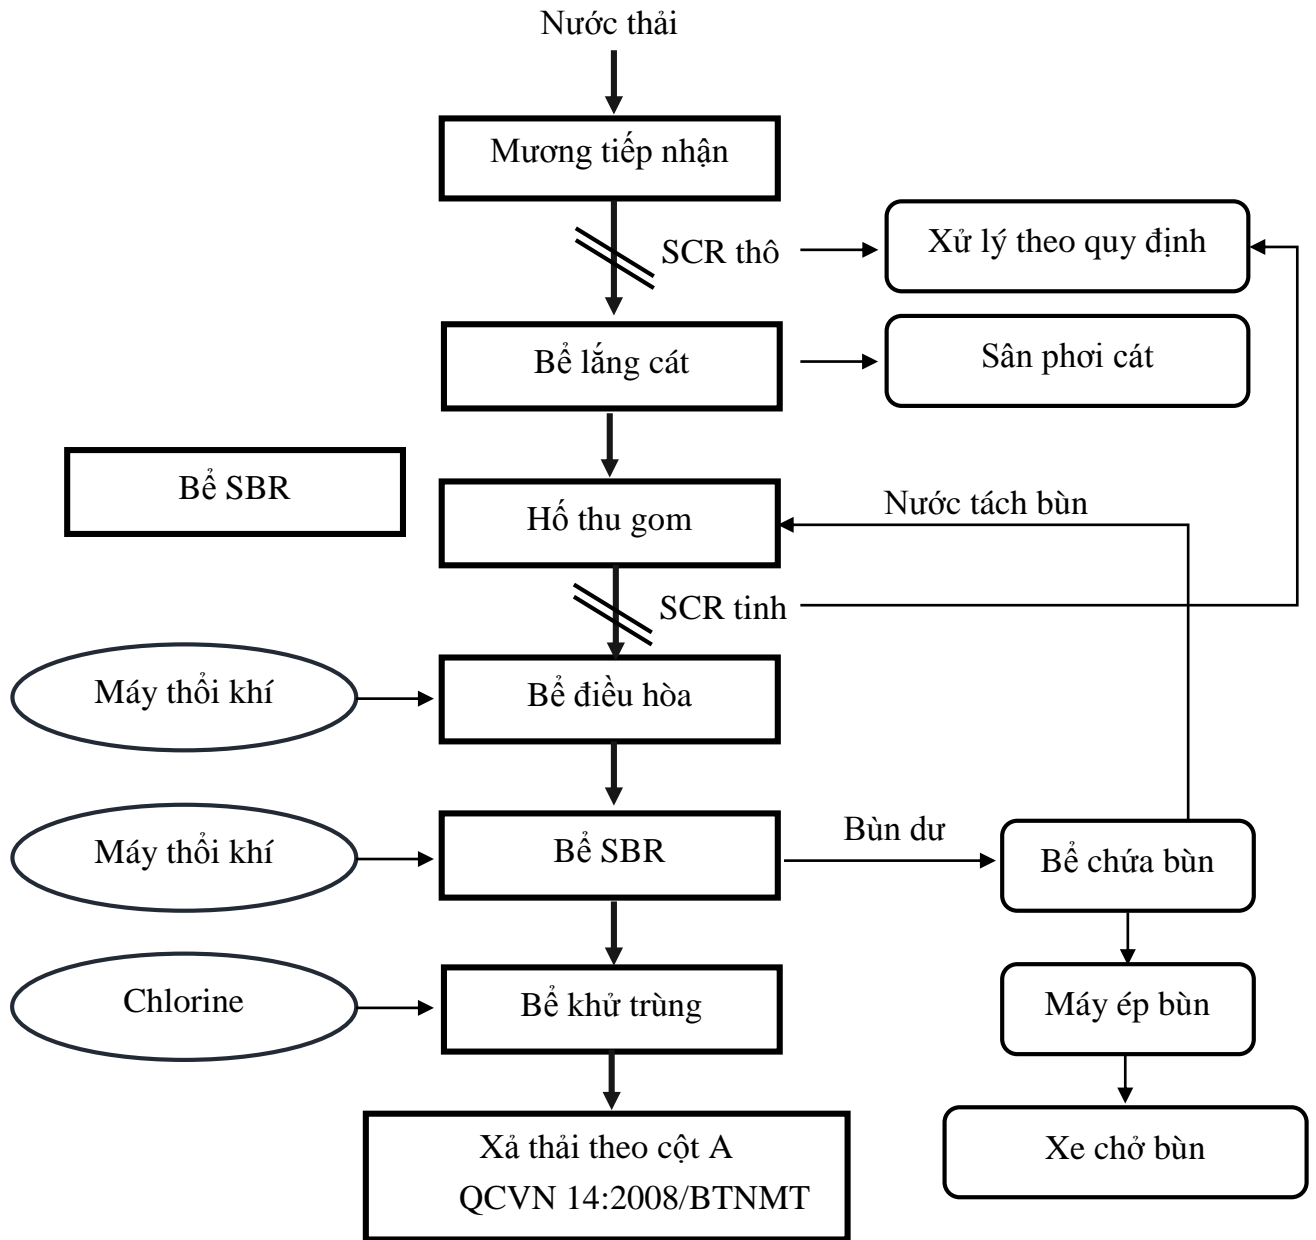 Nước thải
Mương tiếp nhận
SCR thô
Xử lý theo quy định
Bể lắng cát
Sân phơi cát
Bể SBR
Hố thu gom
Nước tách bùn
SCR tinh
Máy thổi khí
Bể điều hòa
Máy thổi khí
Bể SBR
Bùn dư
Bể chứa bùn
Chlorine
Bể khử trùng
Máy ép bùn
Xả thải theo cột A
QCVN 14:2008/BTNMT
Xe chở bùn